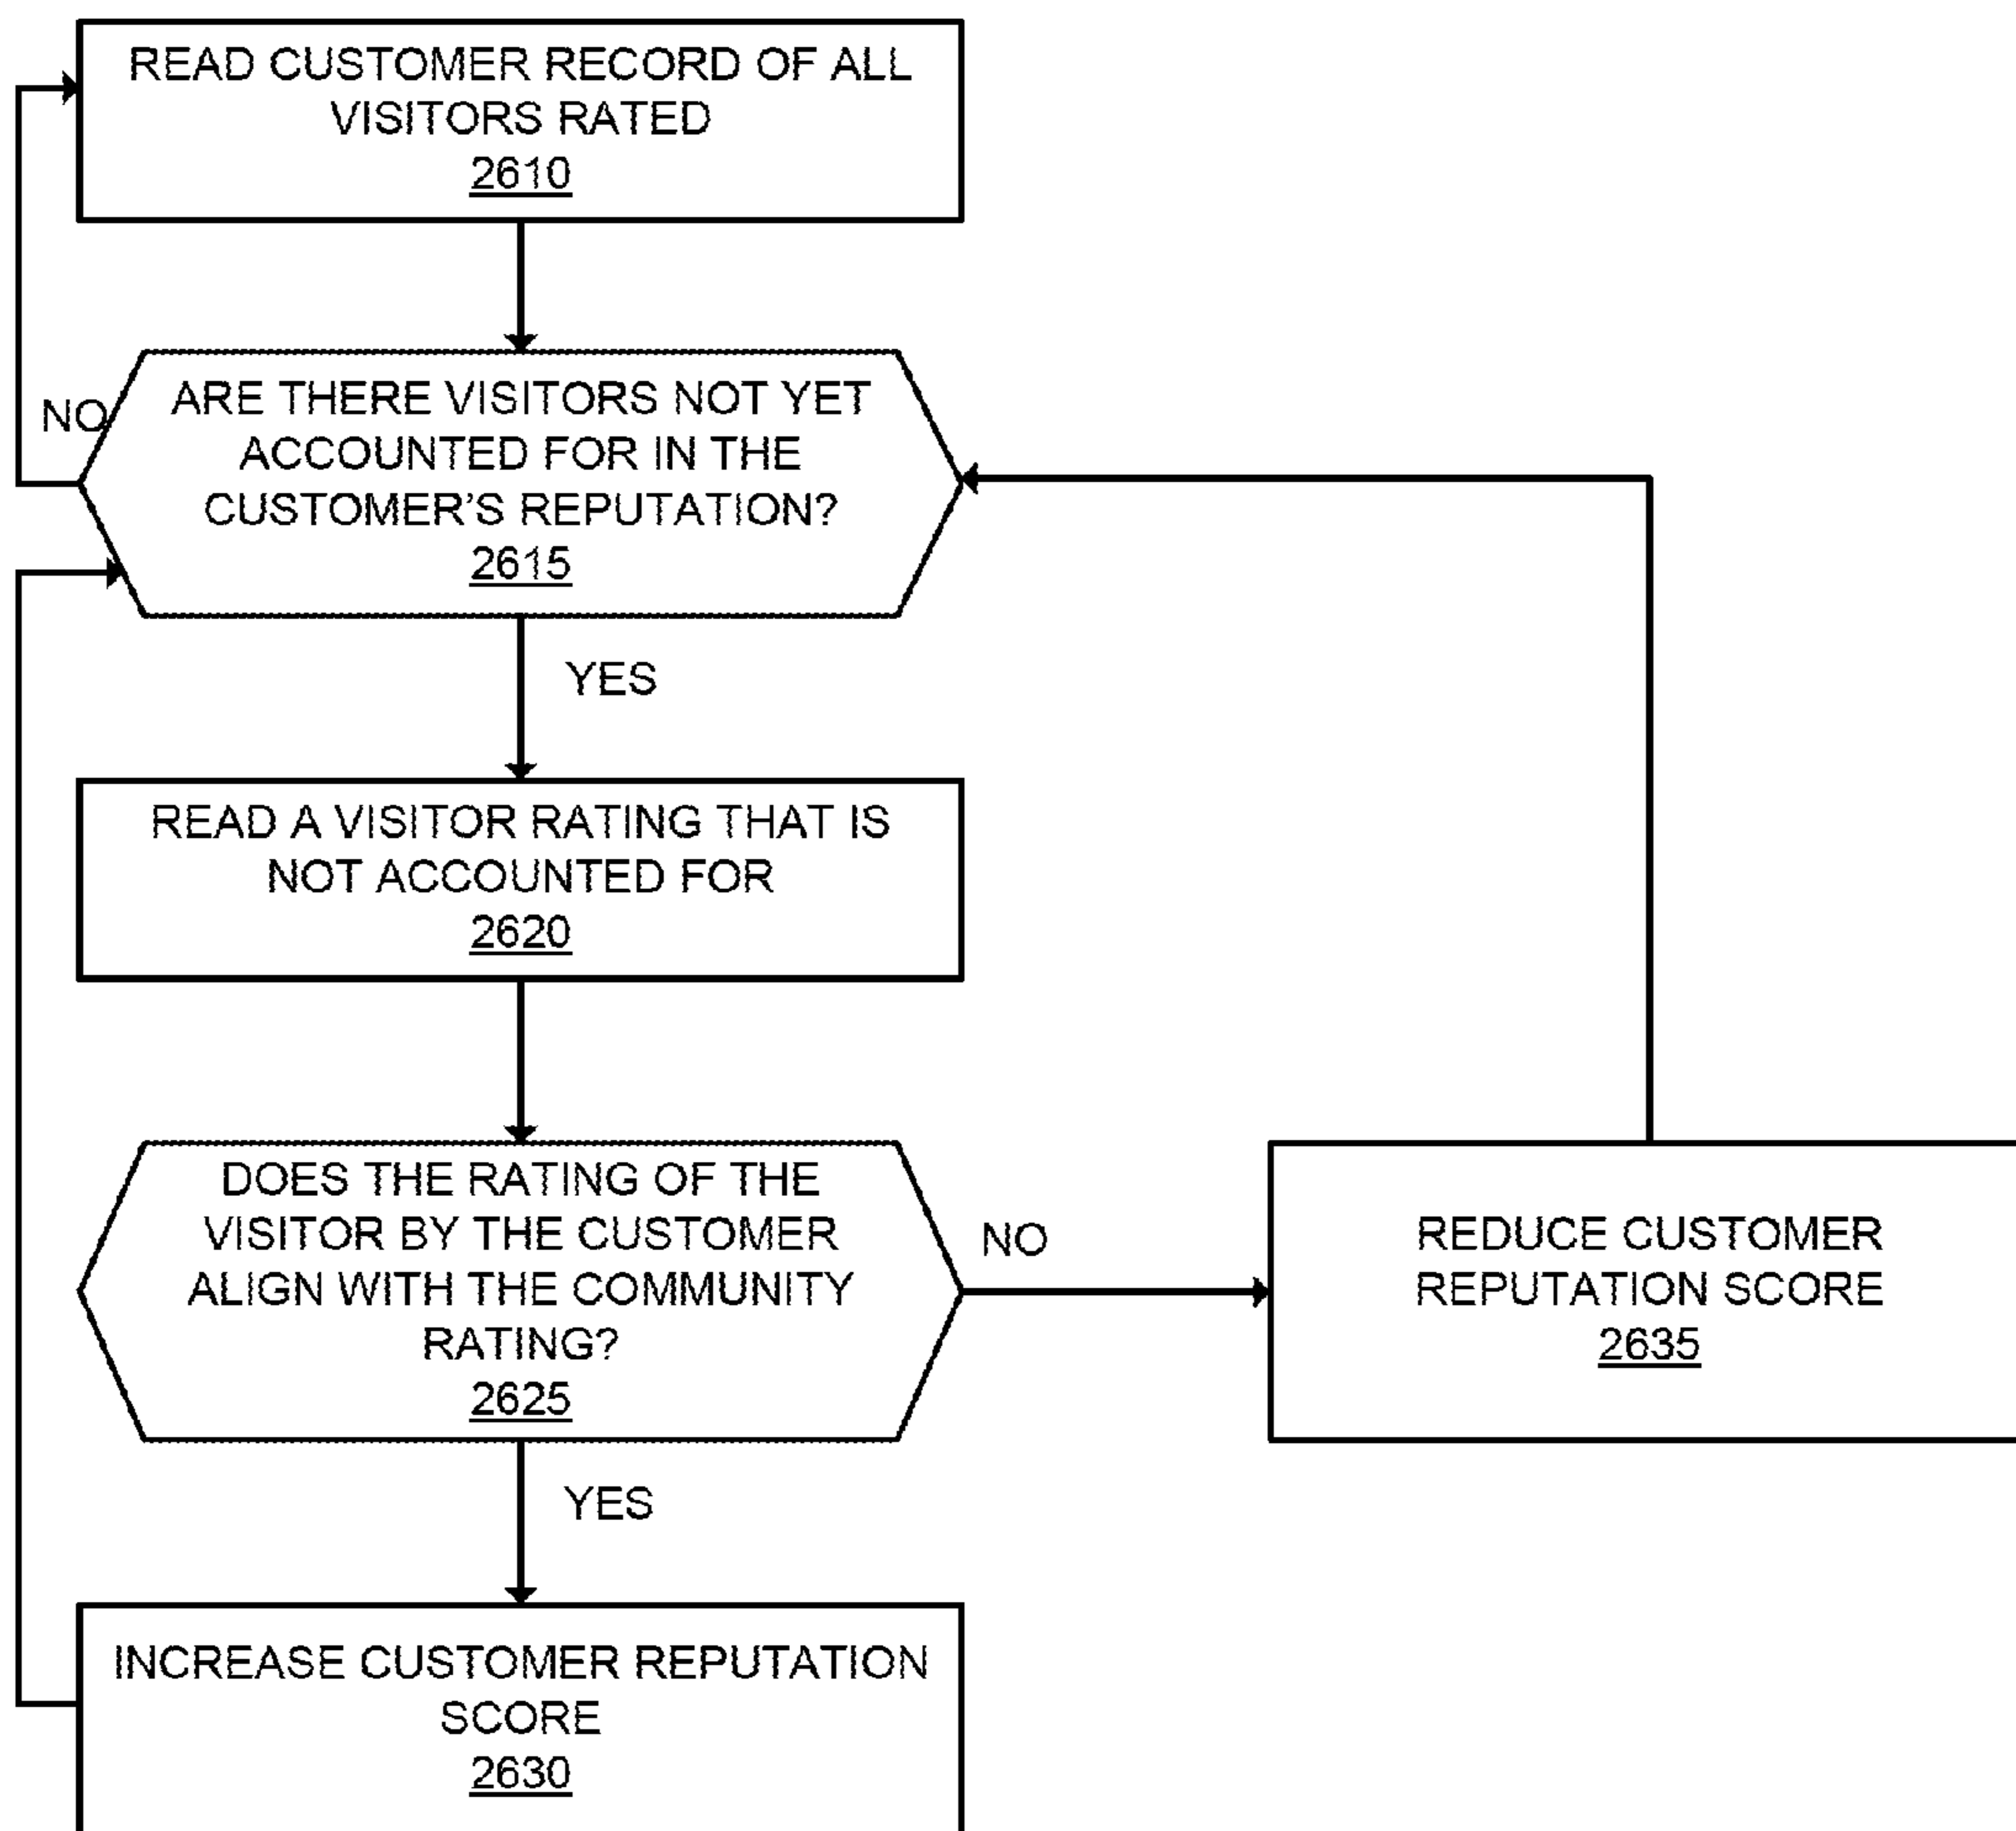 READ CUSTOMER RECORD OF ALL
VISITORS RATED
2610
NO
ARE THERE VISITORS NOT YET
ACCOUNTED FOR IN THE
CUSTOMER'S REPUTATION?
2615
YES
READ A VISITOR RATING THAT IS
NOT ACCOUNTED FOR
2620
DOES THE RATING OF THE
VISITOR BY THE CUSTOMER
ALIGN WITH THE COMMUNITY
RATING?
2625
NO
REDUCE CUSTOMER
REPUTATION SCORE
2635
YES
INCREASE CUSTOMER REPUTATION
SCORE
2630